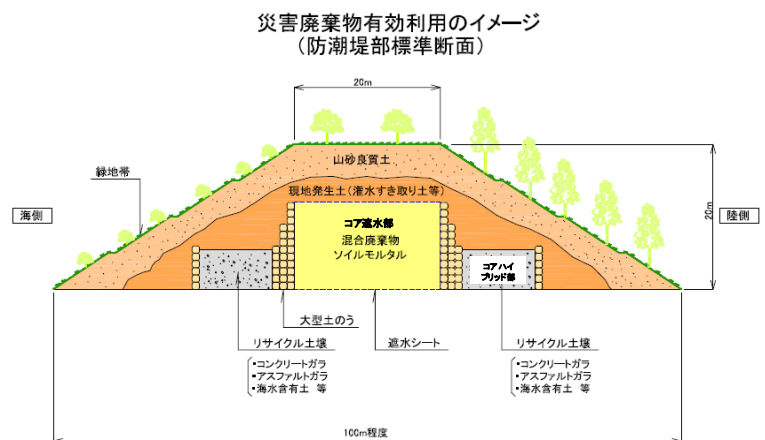 災害廃棄物有効利用のイメージ
（防潮堤部標準断面）
20m
山砂良質土
緑地帯
現地発生土（潅水すき取り土等）
海側
コア遮水部
混合廃棄物
ソイルモルタル
20m
陸側
コア ハイ
ブリッド部
大型土のう
リサイクル土壌
遮水シート
リサイクル土壌
・コンクリートガラ
・アスファルトガラ
・海水含有土 等
・コンクリートガラ
・アスファルトガラ
・海水含有土 等
100m程度